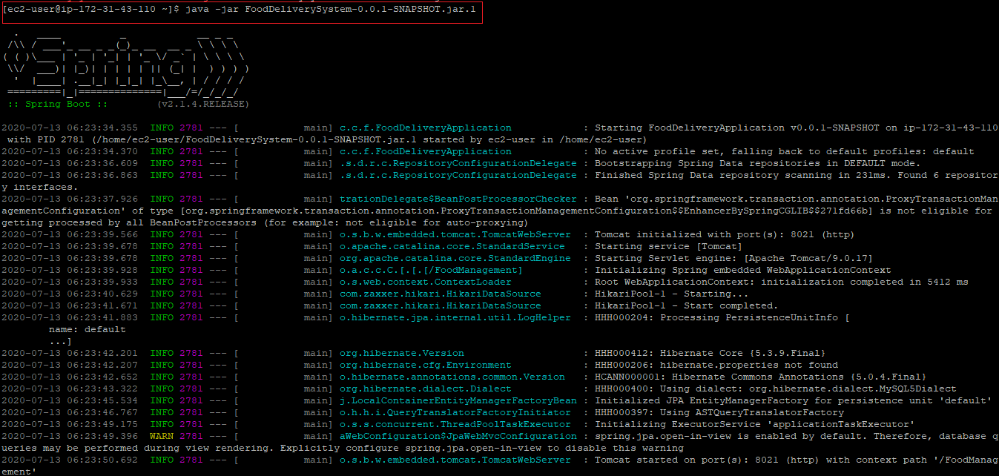 [ec2-user@ip-172-31-43-110 ~]$ java -jar FoodDeliverySystem-0.0.1-SNAPSHOT.jar.1
  .   ____          _            __ _ _
 /\\ / ___'_ __ _ _(_)_ __  __ _ \ \ \ \
( ( )\___ | '_ | '_| | '_ \/ _` | \ \ \ \
 \\/  ___)| |_)| | | | | || (_| |  ) ) ) )
  '  |____| .__|_| |_|_| |_\__, | / / / /
 =========|_|==============|___/=/_/_/_/
 :: Spring Boot ::        (v2.1.4.RELEASE)
2020-07-13 06:23:34.355  INFO 2781 --- [           main] c.c.f.FoodDeliveryApplication            : Starting FoodDeliveryApplication v0.0.1-SNAPSHOT on ip-172-31-43-110
 with PID 2781 (/home/ec2-user/FoodDeliverySystem-0.0.1-SNAPSHOT.jar.1 started by ec2-user in /home/ec2-user)
2020-07-13 06:23:34.370  INFO 2781 --- [           main] c.c.f.FoodDeliveryApplication            : No active profile set, falling back to default profiles: default
2020-07-13 06:23:36.609  INFO 2781 --- [           main] .s.d.r.c.RepositoryConfigurationDelegate : Bootstrapping Spring Data repositories in DEFAULT mode.
2020-07-13 06:23:36.863  INFO 2781 --- [           main] .s.d.r.c.RepositoryConfigurationDelegate : Finished Spring Data repository scanning in 231ms. Found 6 repositor
y interfaces.
2020-07-13 06:23:37.926  INFO 2781 --- [           main] trationDelegate$BeanPostProcessorChecker : Bean 'org.springframework.transaction.annotation.ProxyTransactionMan
agementConfiguration' of type [org.springframework.transaction.annotation.ProxyTransactionManagementConfiguration$$EnhancerBySpringCGLIB$$271fd66b] is not eligible for
getting processed by all BeanPostProcessors (for example: not eligible for auto-proxying)
2020-07-13 06:23:39.566  INFO 2781 --- [           main] o.s.b.w.embedded.tomcat.TomcatWebServer  : Tomcat initialized with port(s): 8021 (http)
2020-07-13 06:23:39.678  INFO 2781 --- [           main] o.apache.catalina.core.StandardService   : Starting service [Tomcat]
2020-07-13 06:23:39.678  INFO 2781 --- [           main] org.apache.catalina.core.StandardEngine  : Starting Servlet engine: [Apache Tomcat/9.0.17]
2020-07-13 06:23:39.928  INFO 2781 --- [           main] o.a.c.c.C.[.[.[/FoodManagement]          : Initializing Spring embedded WebApplicationContext
2020-07-13 06:23:39.933  INFO 2781 --- [           main] o.s.web.context.ContextLoader            : Root WebApplicationContext: initialization completed in 5412 ms
2020-07-13 06:23:40.629  INFO 2781 --- [           main] com.zaxxer.hikari.HikariDataSource       : HikariPool-1 - Starting...
2020-07-13 06:23:41.671  INFO 2781 --- [           main] com.zaxxer.hikari.HikariDataSource       : HikariPool-1 - Start completed.
2020-07-13 06:23:41.883  INFO 2781 --- [           main] o.hibernate.jpa.internal.util.LogHelper  : HHH000204: Processing PersistenceUnitInfo [
        name: default
        ...]
2020-07-13 06:23:42.201  INFO 2781 --- [           main] org.hibernate.Version                    : HHH000412: Hibernate Core {5.3.9.Final}
2020-07-13 06:23:42.207  INFO 2781 --- [           main] org.hibernate.cfg.Environment            : HHH000206: hibernate.properties not found
2020-07-13 06:23:42.652  INFO 2781 --- [           main] o.hibernate.annotations.common.Version   : HCANN000001: Hibernate Commons Annotations {5.0.4.Final}
2020-07-13 06:23:43.322  INFO 2781 --- [           main] org.hibernate.dialect.Dialect            : HHH000400: Using dialect: org.hibernate.dialect.MySQL5Dialect
2020-07-13 06:23:45.534  INFO 2781 --- [           main] j.LocalContainerEntityManagerFactoryBean : Initialized JPA EntityManagerFactory for persistence unit 'default'
2020-07-13 06:23:46.767  INFO 2781 --- [           main] o.h.h.i.QueryTranslatorFactoryInitiator  : HHH000397: Using ASTQueryTranslatorFactory
2020-07-13 06:23:49.175  INFO 2781 --- [           main] o.s.s.concurrent.ThreadPoolTaskExecutor  : Initializing ExecutorService 'applicationTaskExecutor'
2020-07-13 06:23:49.396  WARN 2781 --- [           main] aWebConfiguration$JpaWebMvcConfiguration : spring.jpa.open-in-view is enabled by default. Therefore, database q
ueries may be performed during view rendering. Explicitly configure spring.jpa.open-in-view to disable this warning
2020-07-13 06:23:50.692  INFO 2781 --- [           main] o.s.b.w.embedded.tomcat.TomcatWebServer  : Tomcat started on port(s): 8021 (http) with context path '/FoodManag
ement'